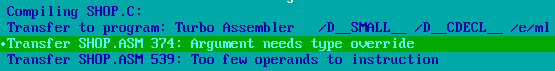 Compiling SHOP.C:
Transfer to program: Turbo Assembler /D__SMALL__ /D__CDECL__ /e/ml
•Transfer SHOP.ASM 374: Argument needs type override
Transfer SHOP.ASM 539: Too few operands to instruction